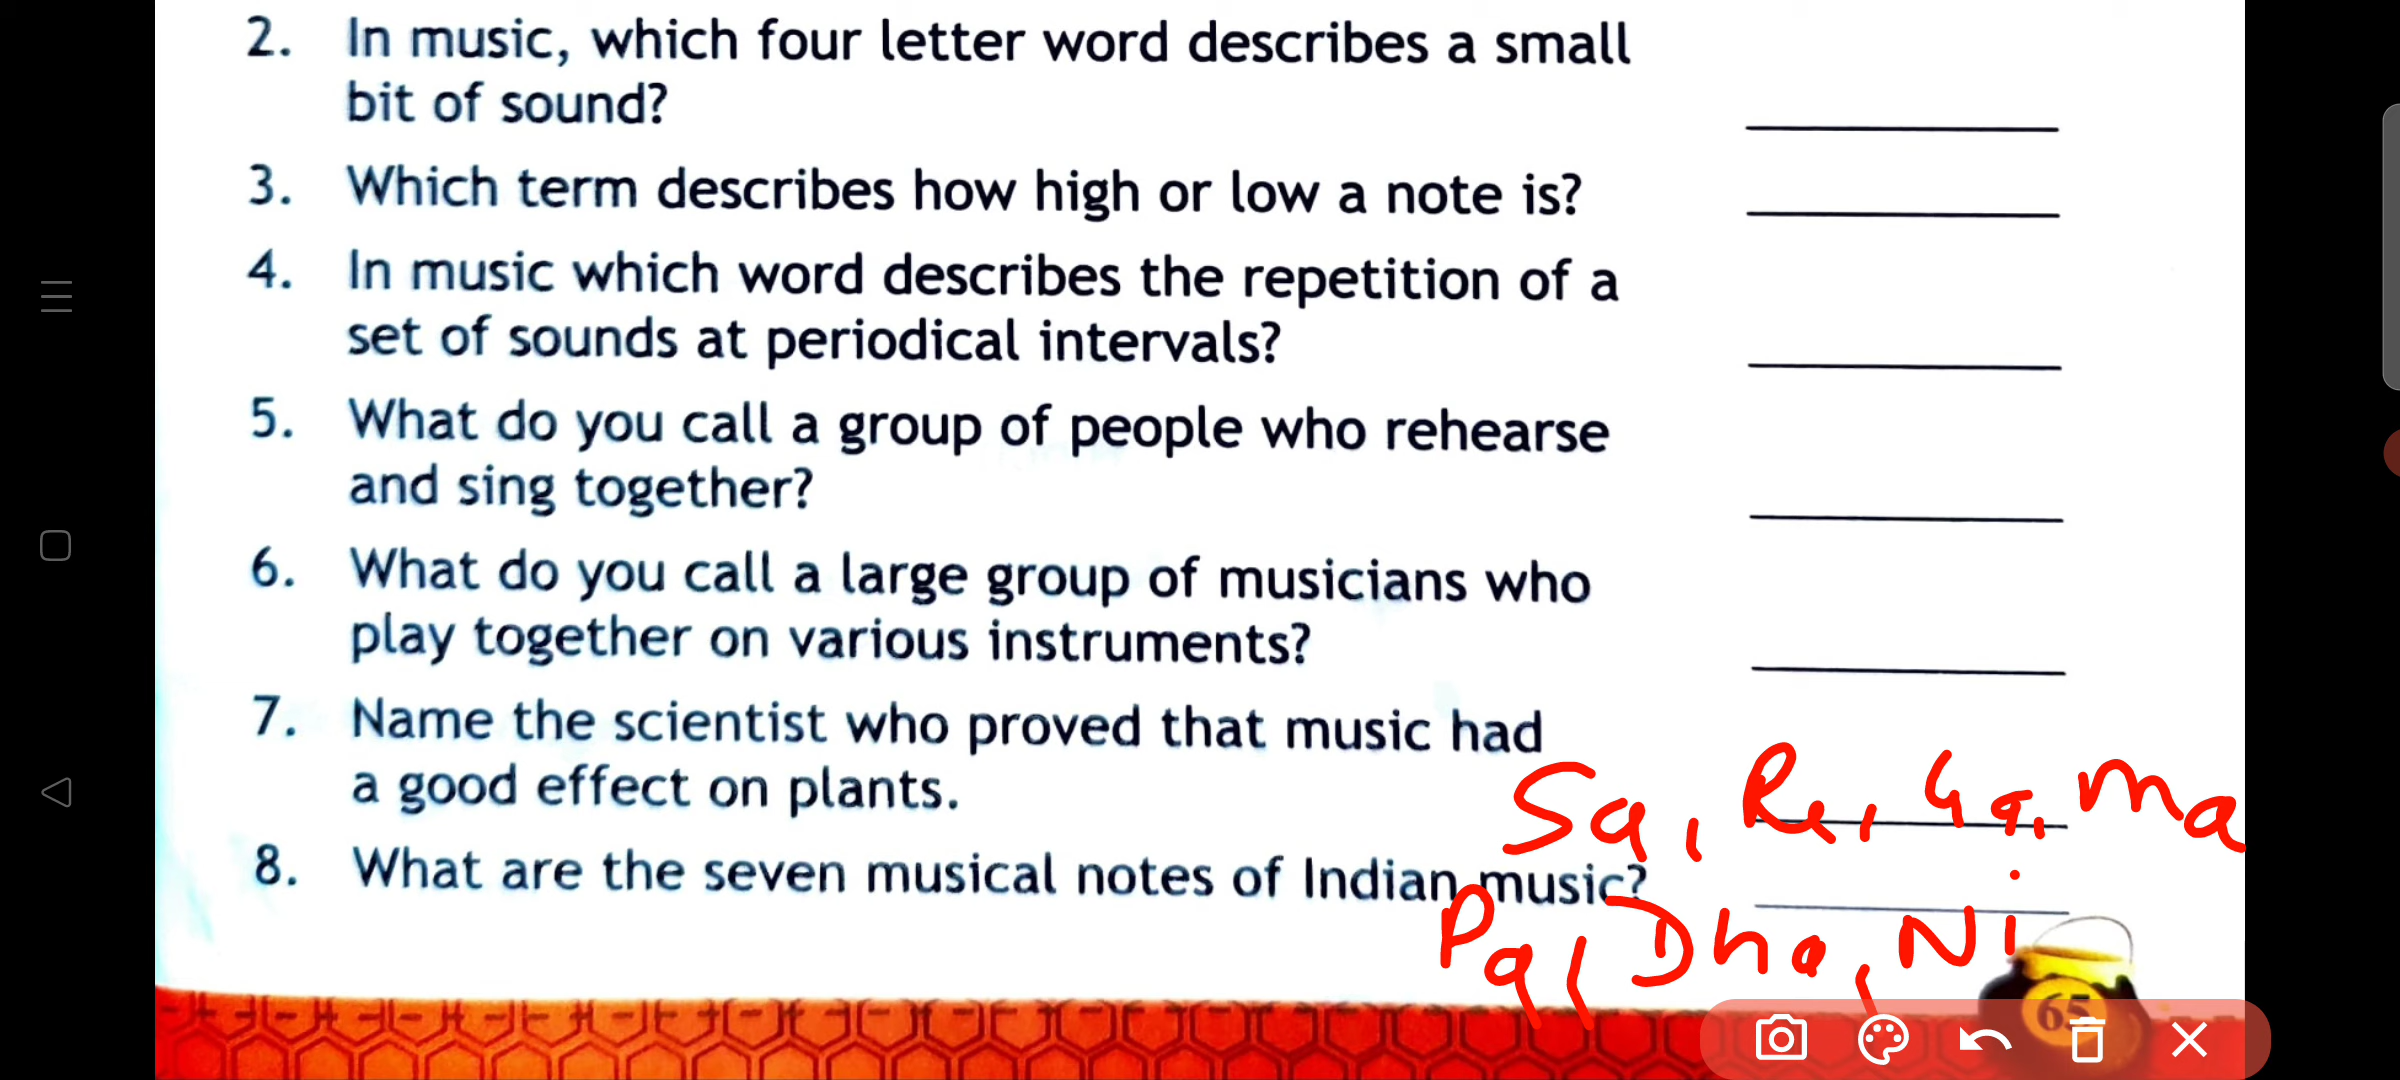 2. In music, which four letter word describes a small
bit of sound?
3. Which term describes how high or low a note is?
4. In music which word describes the repetition of a
set of sounds at periodical intervals?
5. What do you call a group of people who rehearse
and sing together?
6. What do you call a large group of musicians who
play together on various instruments?
7. Name the scientist who proved that music had
a good effect on plants.
Sa, Re, Ga, Ma
8. What are the seven musical notes of Indian music?
Pa, Dha, Ni
65